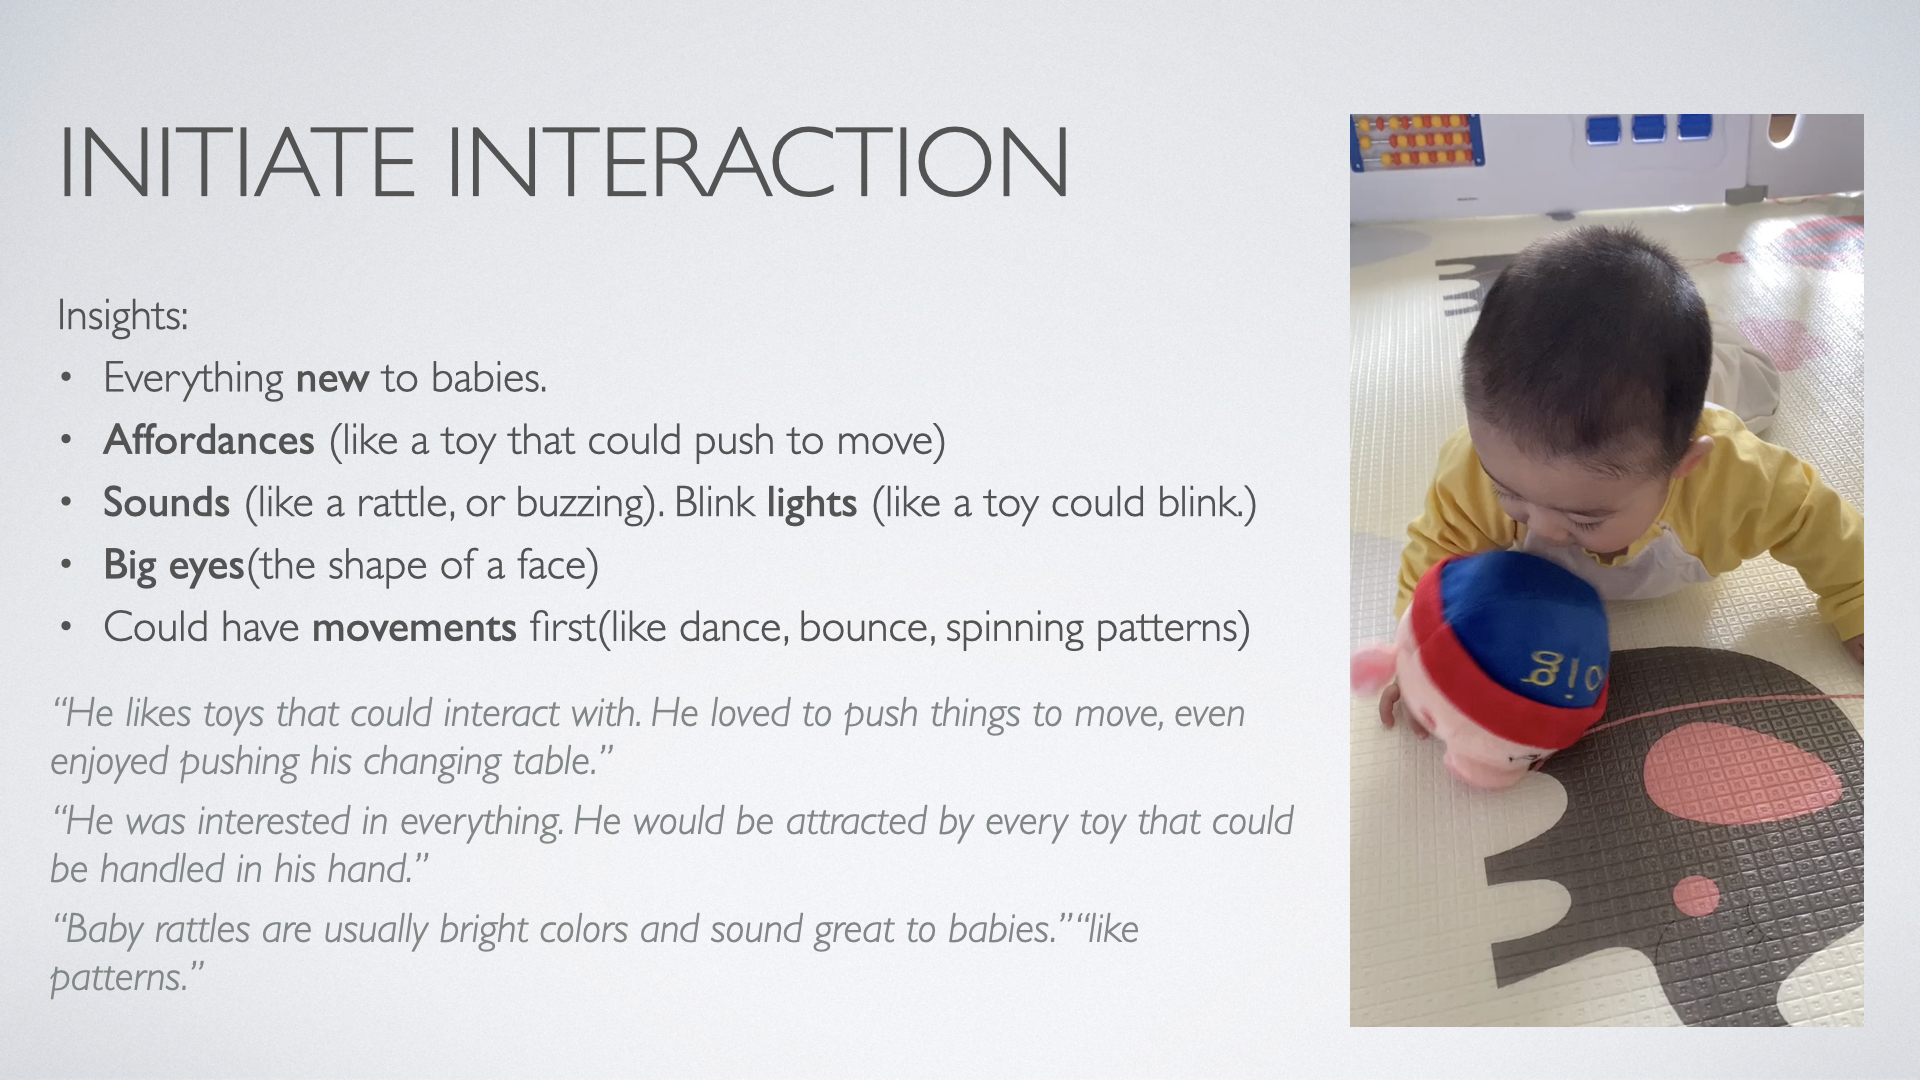 INITIATE INTERACTION
Insights:
• Everything new to babies.
• Affordances (like a toy that could push to move)
• Sounds (like a rattle, or buzzing). Blink lights (like a toy could blink.)
• Big eyes(the shape of a face)
• Could have movements first(like dance, bounce, spinning patterns)
“He likes toys that could interact with. He loved to push things to move, even
enjoyed pushing his changing table.”
“He was interested in everything. He would be attracted by every toy that could
be handled in his hand.”
“Baby rattles are usually bright colors and sound great to babies.”“like
patterns.”